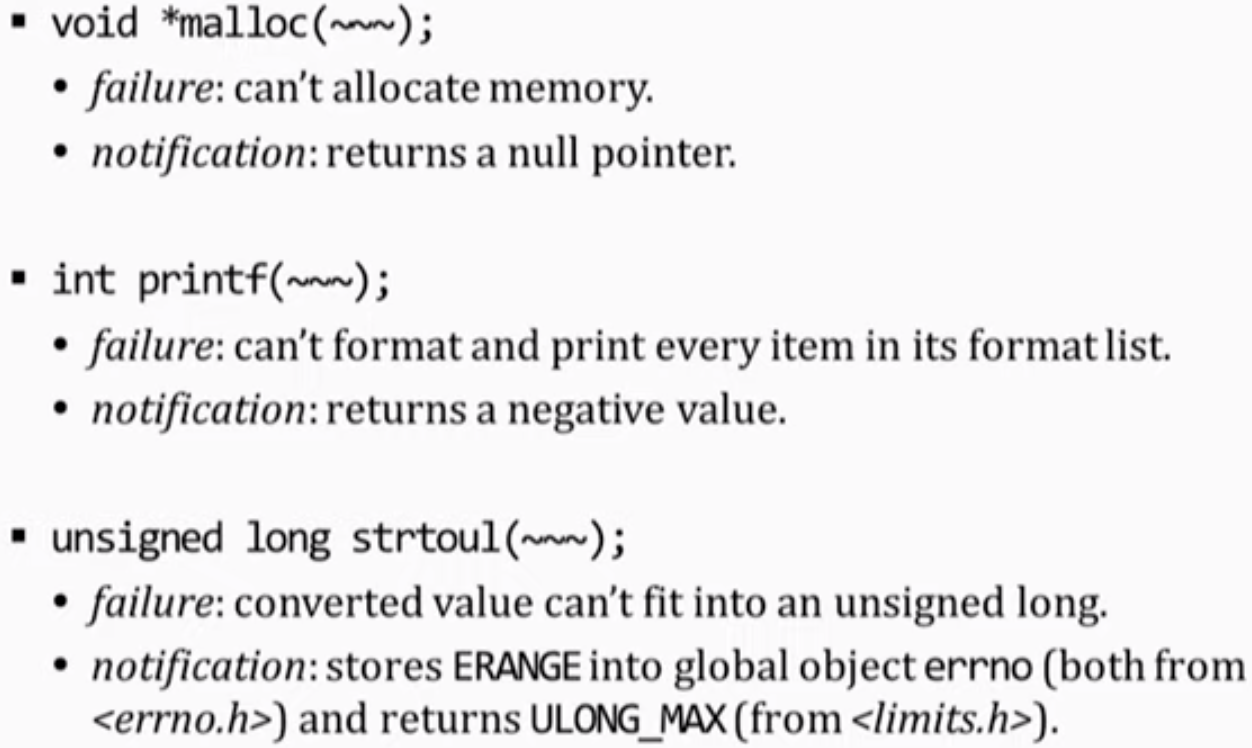 ▪ void *malloc(~~~);
• failure: can't allocate memory.
• notification: returns a null pointer.
▪ int printf(~~~);
• failure: can't format and print every item in its format list.
• notification: returns a negative value.
▪ unsigned long strtoul(~~~);
• failure: converted value can't fit into an unsigned long.
• notification: stores ERANGE into global object errno (both from
<errno.h>) and returns ULONG_MAX (from <limits.h>).